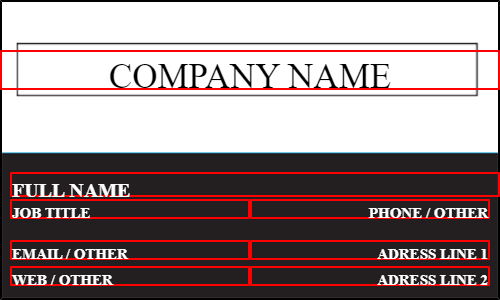 COMPANY NAME
FULL NAME
JOB TITLE
PHONE / OTHER
EMAIL / OTHER
ADRESS LINE 1
WEB / OTHER
ADRESS LINE 2